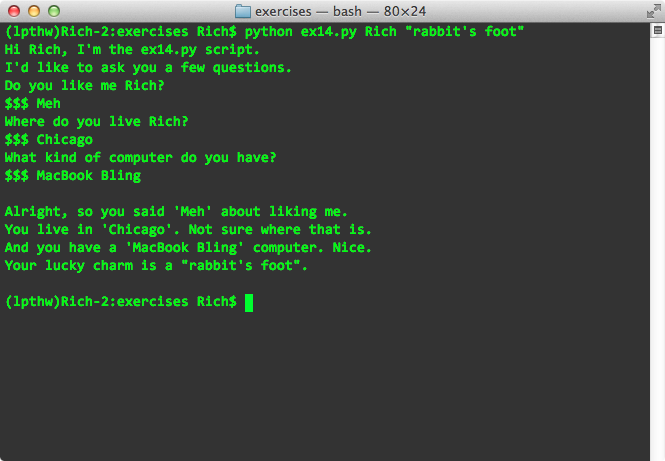 exercises — bash — 80×24
(lpthw)Rich-2:exercises Rich$ python ex14.py Rich "rabbit's foot"
Hi Rich, I'm the ex14.py script.
I'd like to ask you a few questions.
Do you like me Rich?
$$$ Meh
Where do you live Rich?
$$$ Chicago
What kind of computer do you have?
$$$ MacBook Bling

Alright, so you said 'Meh' about liking me.
You live in 'Chicago'. Not sure where that is.
And you have a 'MacBook Bling' computer. Nice.
Your lucky charm is a "rabbit's foot".

(lpthw)Rich-2:exercises Rich$